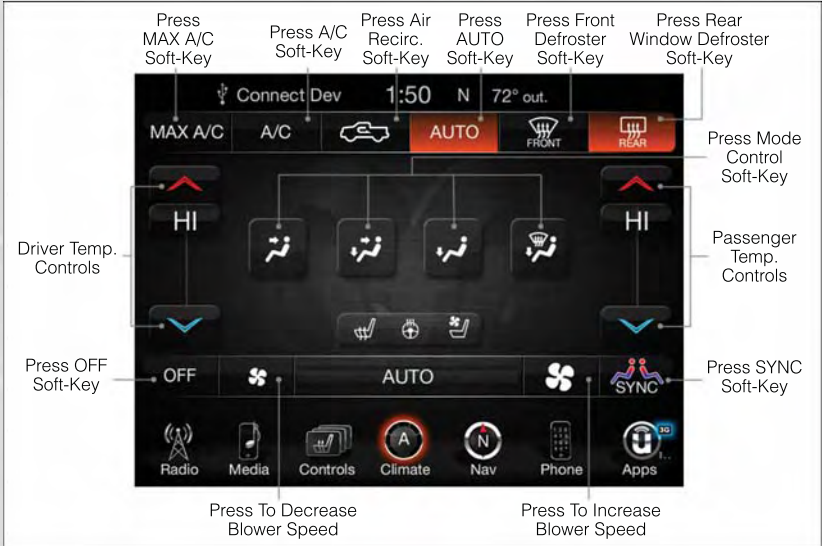 Press
MAX A/C
Soft-Key
Press A/C
Soft-Key
Press Air
Recirc.
Soft-Key
Press
AUTO
Soft-Key
Press Front
Defroster
Soft-Key
Press Rear
Window Defroster
Soft-Key
Connect Dev 1:50 N 72° out.
MAX A/C A/C AUTO FRONT REAR
Press Mode
Control
Soft-Key
HI HI
Driver Temp.
Controls
Passenger
Temp.
Controls
Press OFF
Soft-Key
OFF AUTO SYNC
Press SYNC
Soft-Key
A N 3G
Radio Media Controls Climate Nav Phone Apps
Press To Decrease
Blower Speed
Press To Increase
Blower Speed